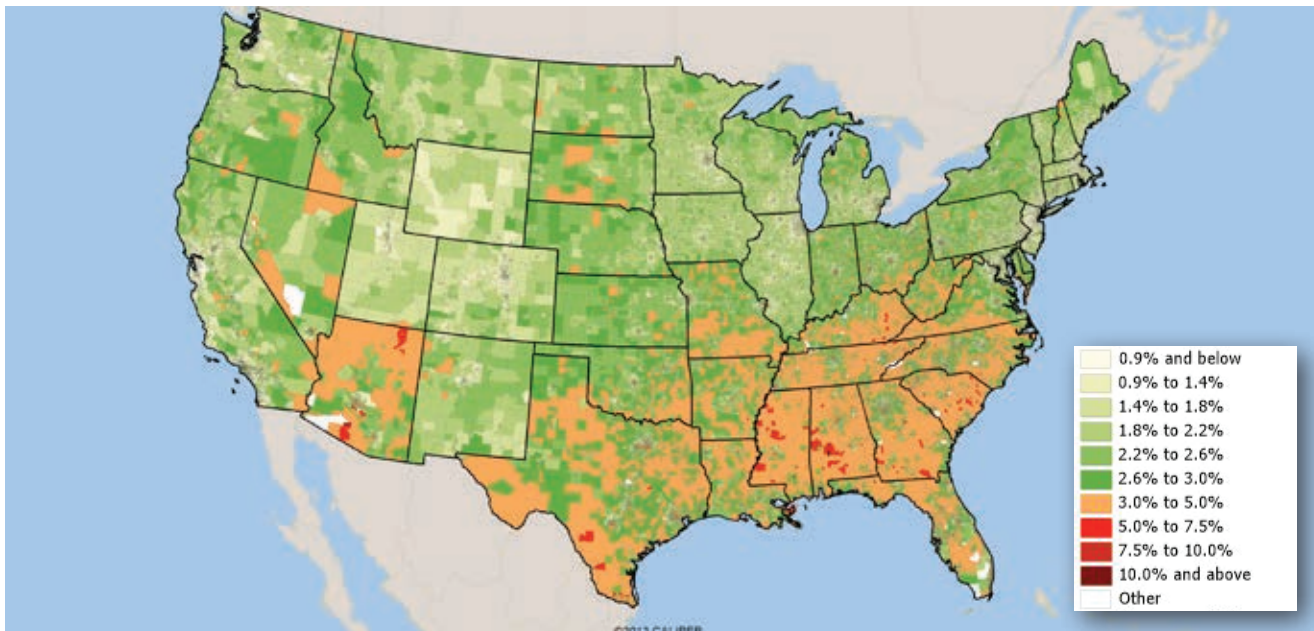 0.9% and below
0.9% to 1.4%
1.4% to 1.8%
1.8% to 2.2%
2.2% to 2.6%
2.6% to 3.0%
3.0% to 5.0%
5.0% to 7.5%
7.5% to 10.0%
10.0% and above
Other
©2013 CALIPER